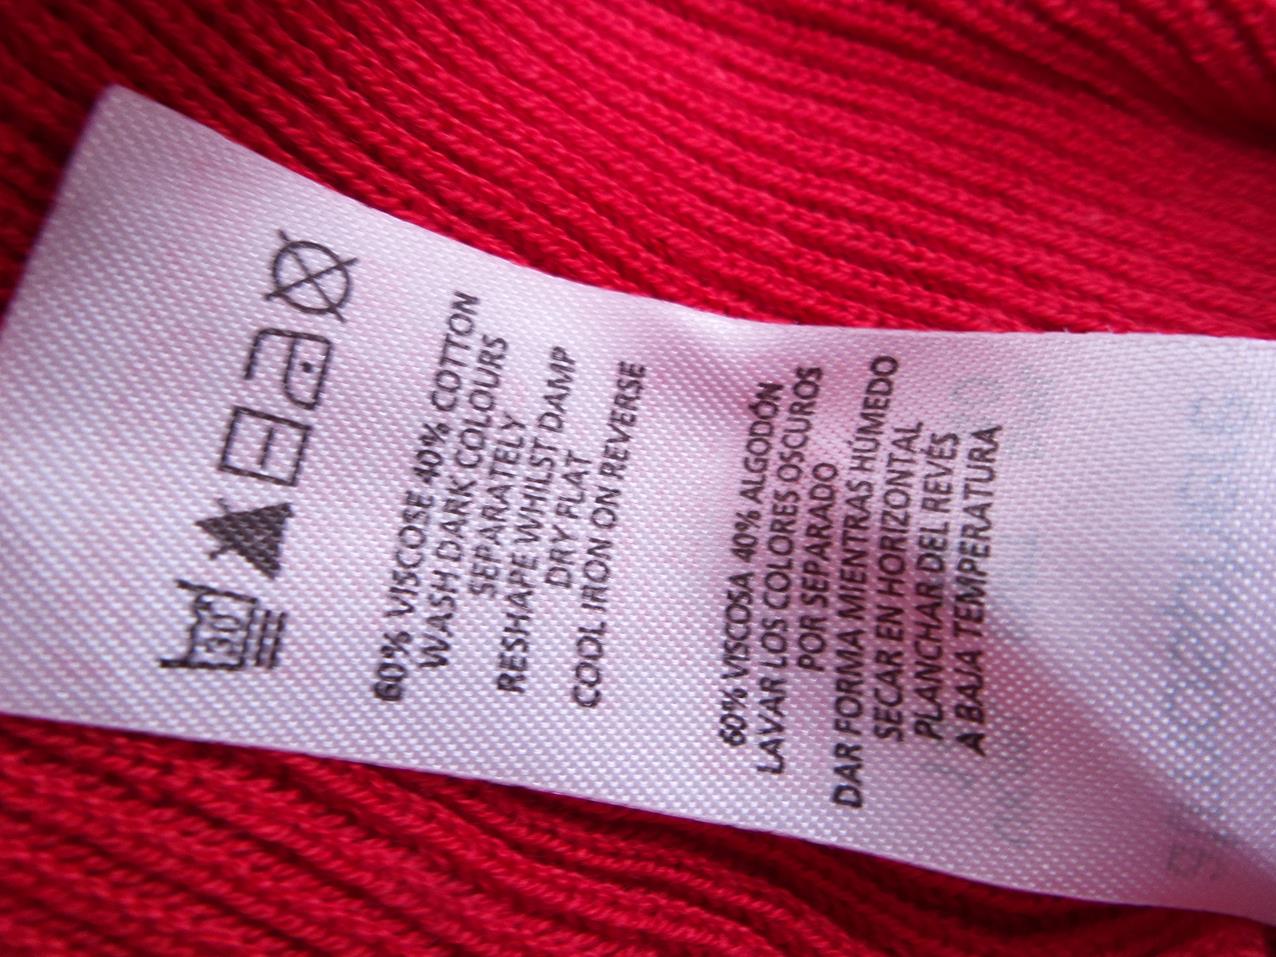 30
60% VISCOSE 40% COTTON
WASH DARK COLOURS
SEPARATELY
RESHAPE WHILST DAMP
DRY FLAT
COOL IRON ON REVERSE
60% VISCOSA 40% ALGODÓN
LAVAR LOS COLORES OSCUROS
POR SEPARADO
DAR FORMA MIENTRAS HÚMEDO
SECAR EN HORIZONTAL
PLANCHAR DEL REVÉS
A BAJA TEMPERATURA